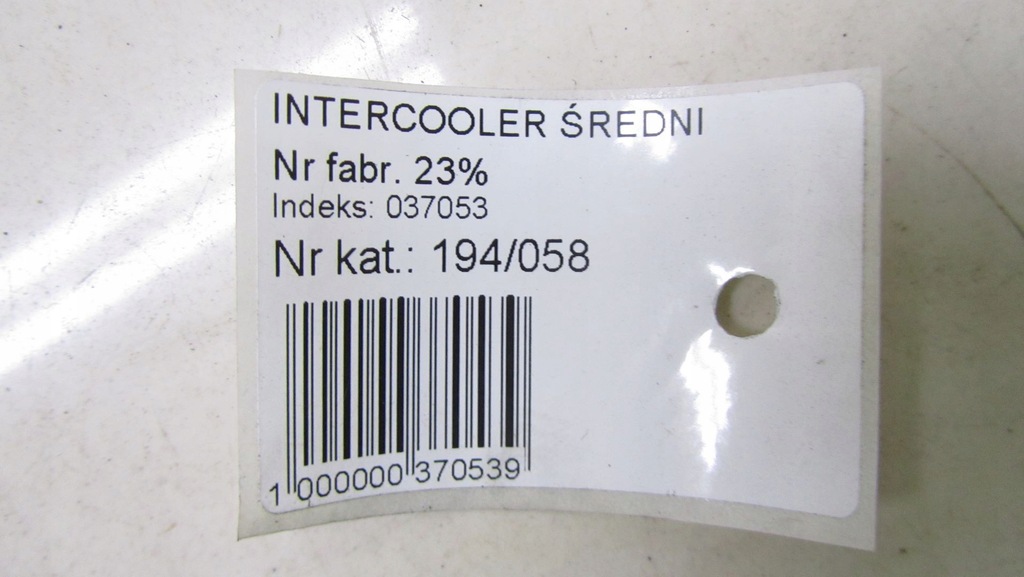 INTERCOOLER ŚREDNI
Nr fabr. 23%
Indeks: 037053
Nr kat.: 194/058
1 000000 370539